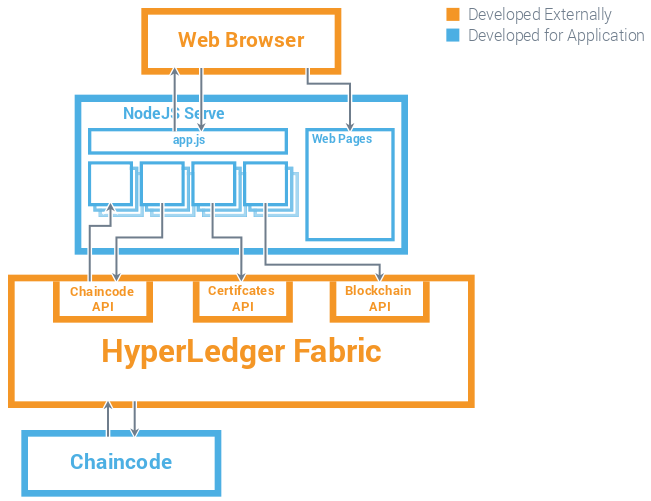 Developed Externally
Developed for Application
Web Browser
NodeJS Serve
app.js
Web Pages
Chaincode
API
Certifcates
API
Blockchain
API
HyperLedger Fabric
Chaincode